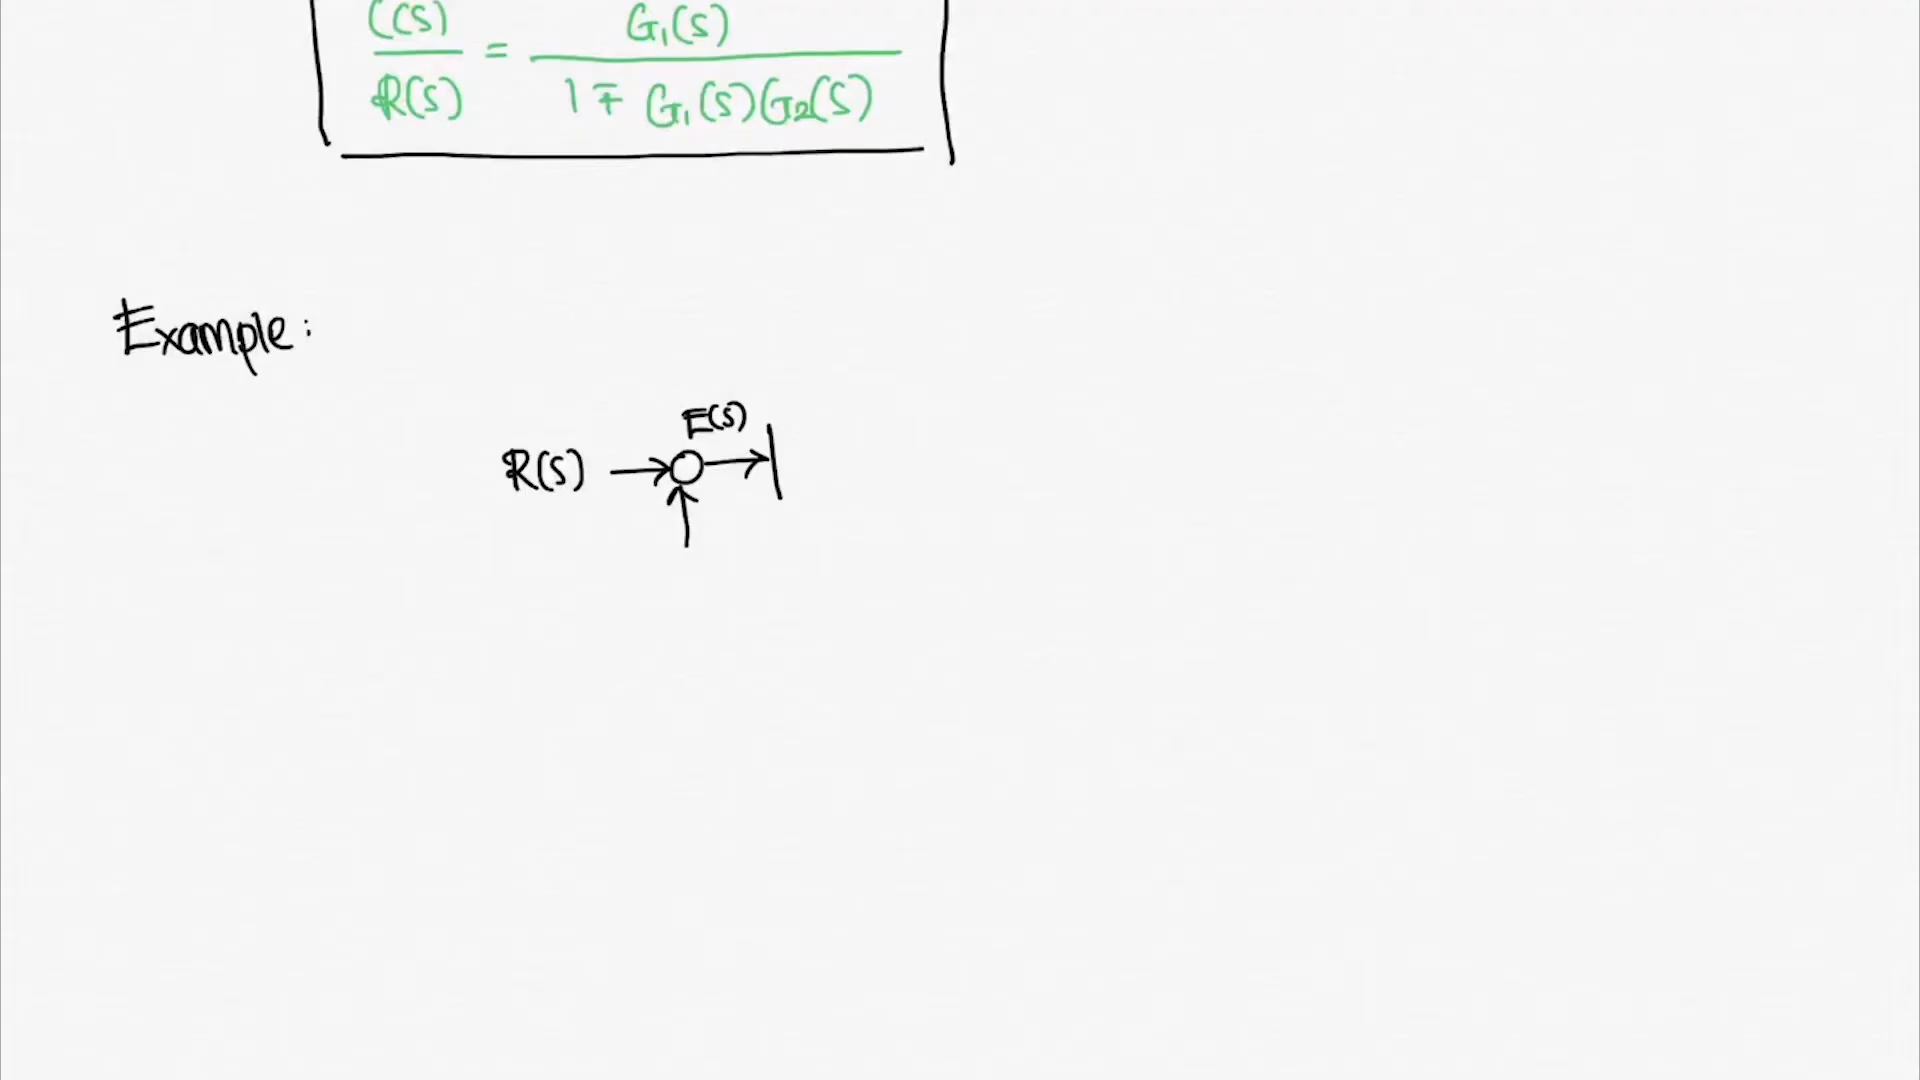 C(S)/R(S) = G₁(S)/(1 ∓ G₁(S)G₂(S))
Example:
E(S)
R(S)